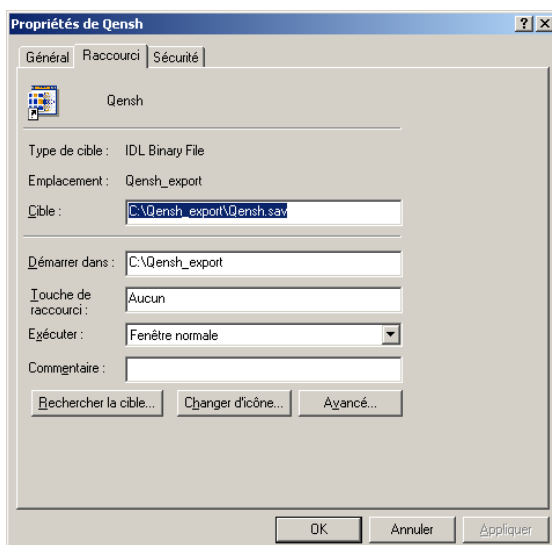 Propriétés de Qensh
Général Raccourci Sécurité
Qensh
Type de cible : IDL Binary File
Emplacement : Qensh_export
Cible : C:\Qensh_export\Qensh.sav
Démarrer dans : C:\Qensh_export
Touche de raccourci : Aucun
Exécuter : Fenêtre normale
Commentaire :
Rechercher la cible... Changer d'icône... Avancé...
OK Annuler Appliquer